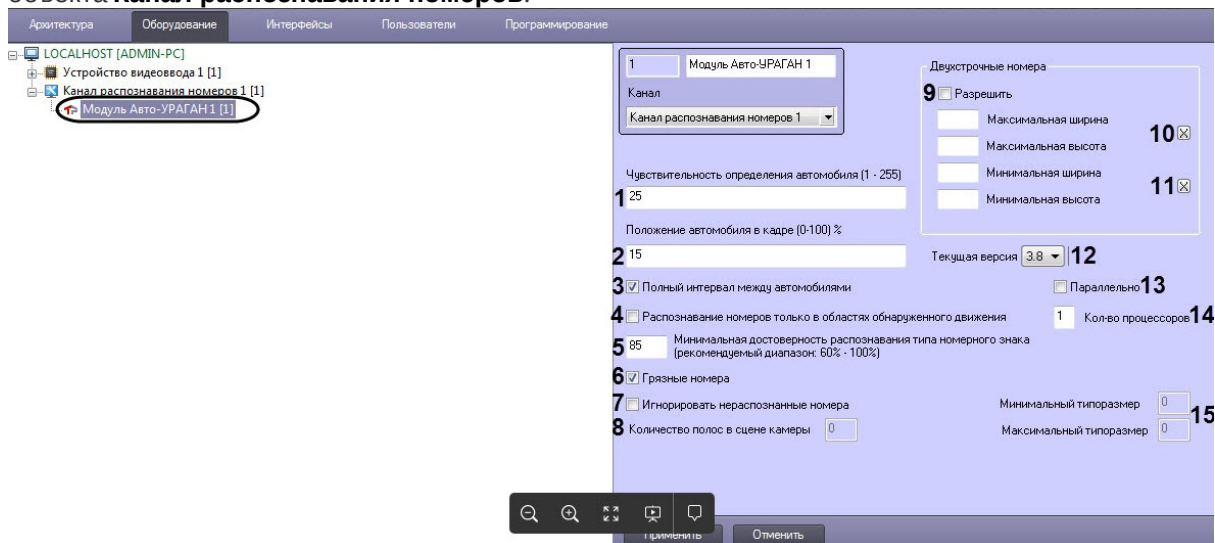 объекта Канал распознавания номеров.
Архитектура Оборудование Интерфейсы Пользователи Программирование
LOCALHOST [ADMIN-PC]
Устройство видеоввода 1 [1]
Канал распознавания номеров 1 [1]
Модуль Авто-УРАГАН 1 [1]
1 Модуль Авто-УРАГАН 1
Канал
Канал распознавания номеров 1
Двухстрочные номера
9 Разрешить
Максимальная ширина
Максимальная высота
10
Минимальная ширина
Минимальная высота
11
Чувствительность определения автомобиля (1 - 255)
1 25
Положение автомобиля в кадре (0-100) %
2 15
Текущая версия 3.8 12
3 Полный интервал между автомобилями
Параллельно 13
4 Распознавание номеров только в областях обнаруженного движения
1 Кол-во процессоров 14
5 85 Минимальная достоверность распознавания типа номерного знака
(рекомендуемый диапазон: 60% - 100%)
6 Грязные номера
7 Игнорировать нераспознанные номера
Минимальный типоразмер 0
15
8 Количество полос в сцене камеры 0
Максимальный типоразмер 0
Применить Отменить